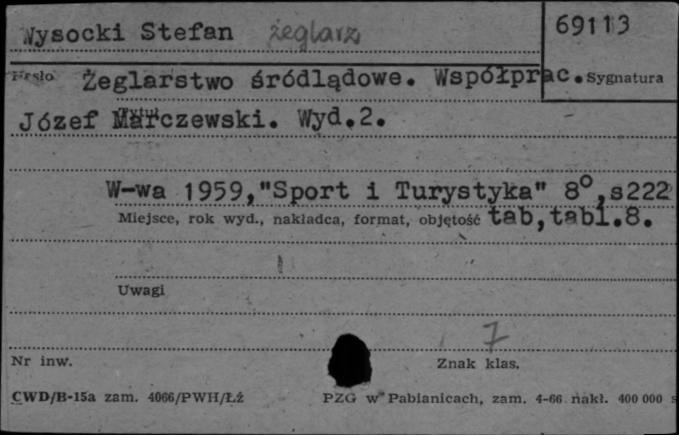 Wysocki Stefan żeglarz 69113
Hasło Żeglarstwo śródlądowe. Współprac. Sygnatura
Józef Marczewski. Wyd.2.
W-wa 1959,"Sport i Turystyka" 8°,s222
Miejsce, rok wyd., nakładca, format, objętość tab,tabl.8.
Uwagi
7
Nr inw. Znak klas.
CWD/B-15a zam. 4066/PWH/Łź PZG w Pabianicach, zam. 4-66 nakł. 400 000 s